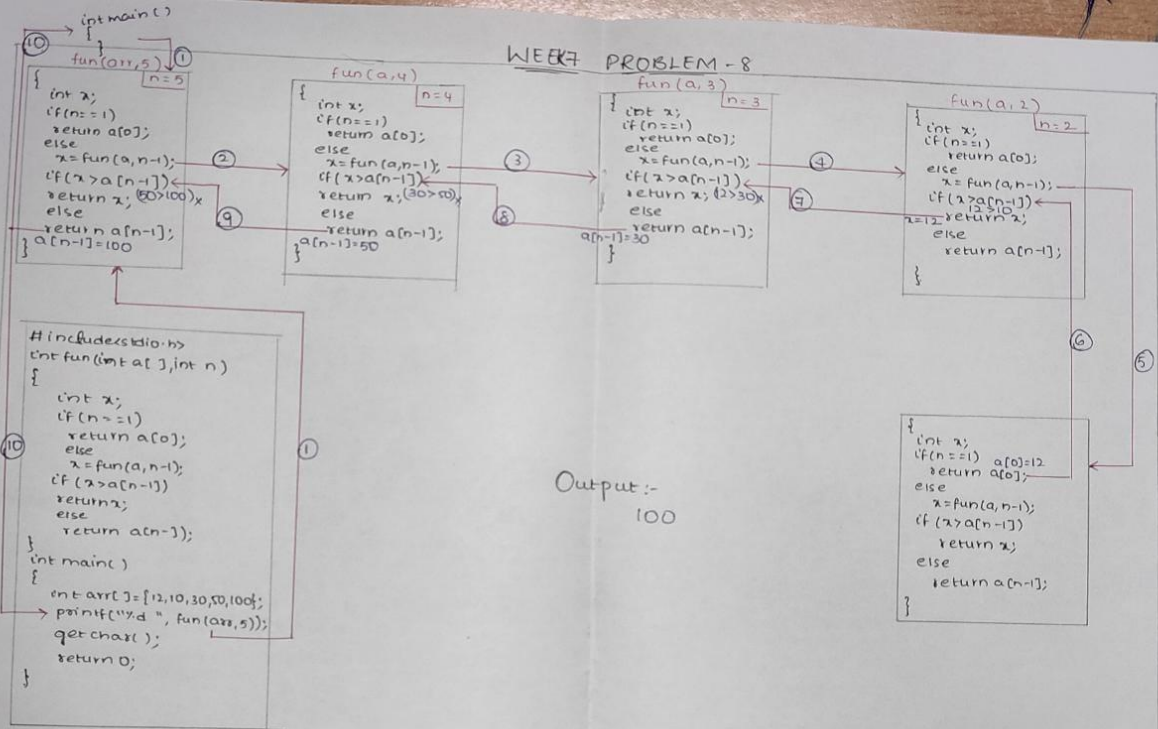 int main()
{
}
WEEK7 PROBLEM-8
10
1
fun(arr,5)
n=5
{
int x;
if(n==1)
return a[0];
else
x=fun(a,n-1);
if(x>a[n-1])
return x; (50>100)x
else
return a[n-1];
} a[n-1]=100
2
9
fun(a,4)
n=4
{
int x;
if(n==1)
return a[0];
else
x=fun(a,n-1);
if(x>a[n-1])
return x; (30>50)x
else
return a[n-1];
a[n-1]=50
}
3
8
fun(a,3)
n=3
{
int x;
if(n==1)
return a[0];
else
x=fun(a,n-1);
if(x>a[n-1])
return x; (12>30)x
else
return a[n-1];
a[n-1]=30
}
4
7
fun(a,2)
n=2
{
int x;
if(n==1)
return a[0];
else
x=fun(a,n-1);
if(x>a[n-1])
12>10
x=12 return x;
else
return a[n-1];
}
6
5
#include<stdio.h>
int fun(int a[],int n)
{
int x;
if(n==1)
return a[0];
else
x=fun(a,n-1);
if(x>a[n-1])
return x;
else
return a[n-1];
}
int main()
{
int arr[]={12,10,30,50,100};
printf("%d ", fun(arr,5));
getchar();
return 0;
}
10
1
Output:-
100
{
int x;
if(n==1) a[0]=12
return a[0];
else
x=fun(a,n-1);
if(x>a[n-1])
return x;
else
return a[n-1];
}